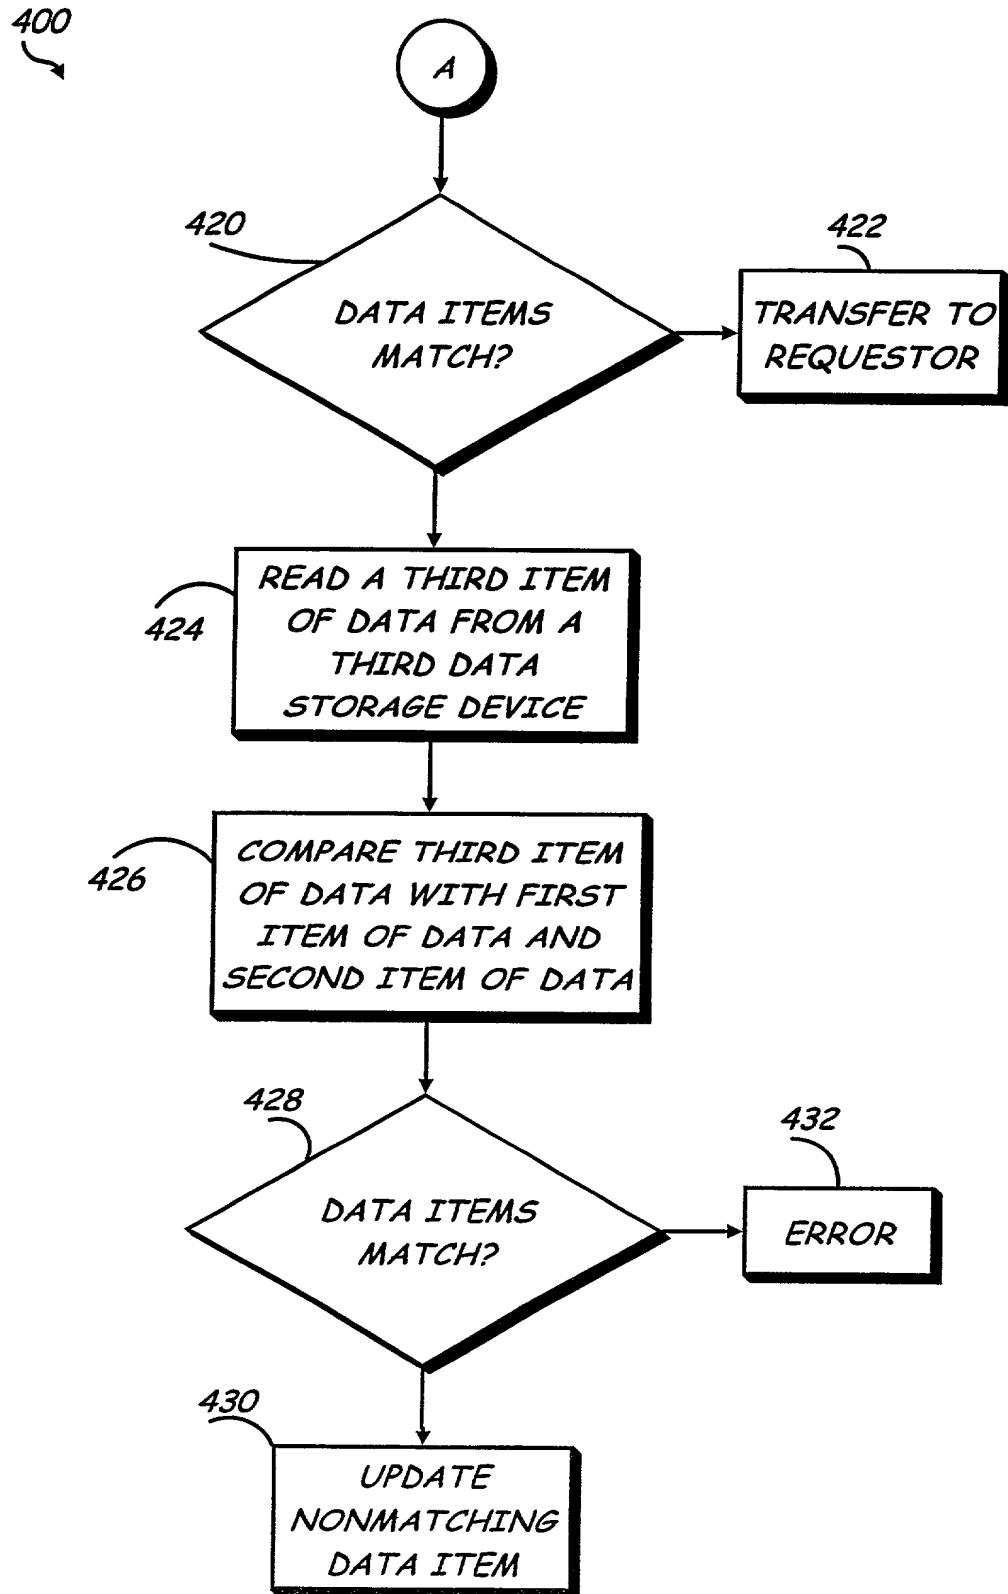 400
A
420
DATA ITEMS
MATCH?
422
TRANSFER TO
REQUESTOR
424
READ A THIRD ITEM
OF DATA FROM A
THIRD DATA
STORAGE DEVICE
426
COMPARE THIRD ITEM
OF DATA WITH FIRST
ITEM OF DATA AND
SECOND ITEM OF DATA
428
DATA ITEMS
MATCH?
432
ERROR
430
UPDATE
NONMATCHING
DATA ITEM